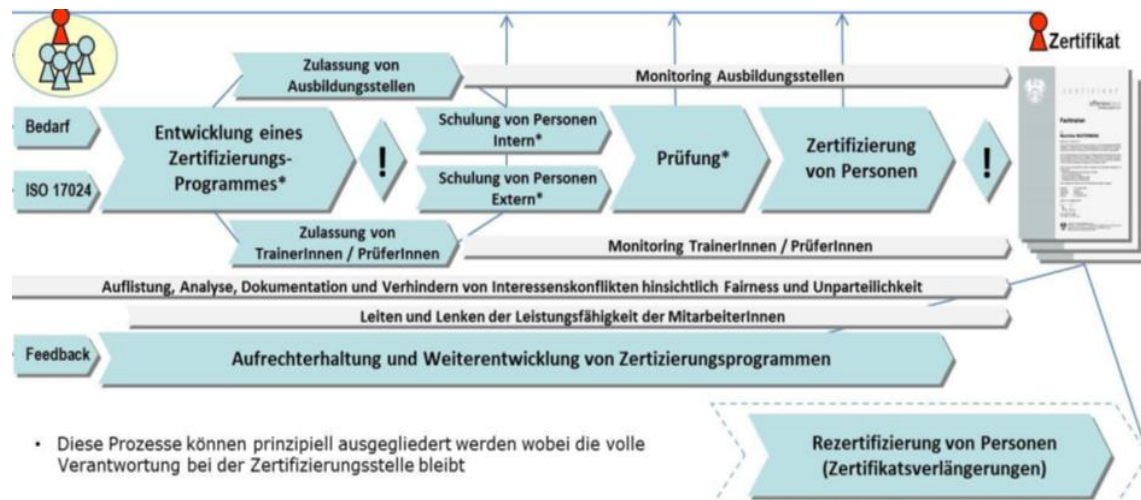 Zertifikat
Zulassung von
Ausbildungsstellen
Monitoring Ausbildungsstellen
Bedarf
ISO 17024
Entwicklung eines
Zertifizierungs-
Programmes*
!
Schulung von Personen
Intern*
Schulung von Personen
Extern*
Prüfung*
Zertifizierung
von Personen
!
Zulassung von
TrainerInnen / PrüferInnen
Monitoring TrainerInnen / PrüferInnen
Auflistung, Analyse, Dokumentation und Verhindern von Interessenskonflikten hinsichtlich Fairness und Unparteilichkeit
Leiten und Lenken der Leistungsfähigkeit der MitarbeiterInnen
Feedback
Aufrechterhaltung und Weiterentwicklung von Zertizierungsprogrammen
• Diese Prozesse können prinzipiell ausgegliedert werden wobei die volle
Verantwortung bei der Zertifizierungsstelle bleibt
Rezertifizierung von Personen
(Zertifikatsverlängerungen)